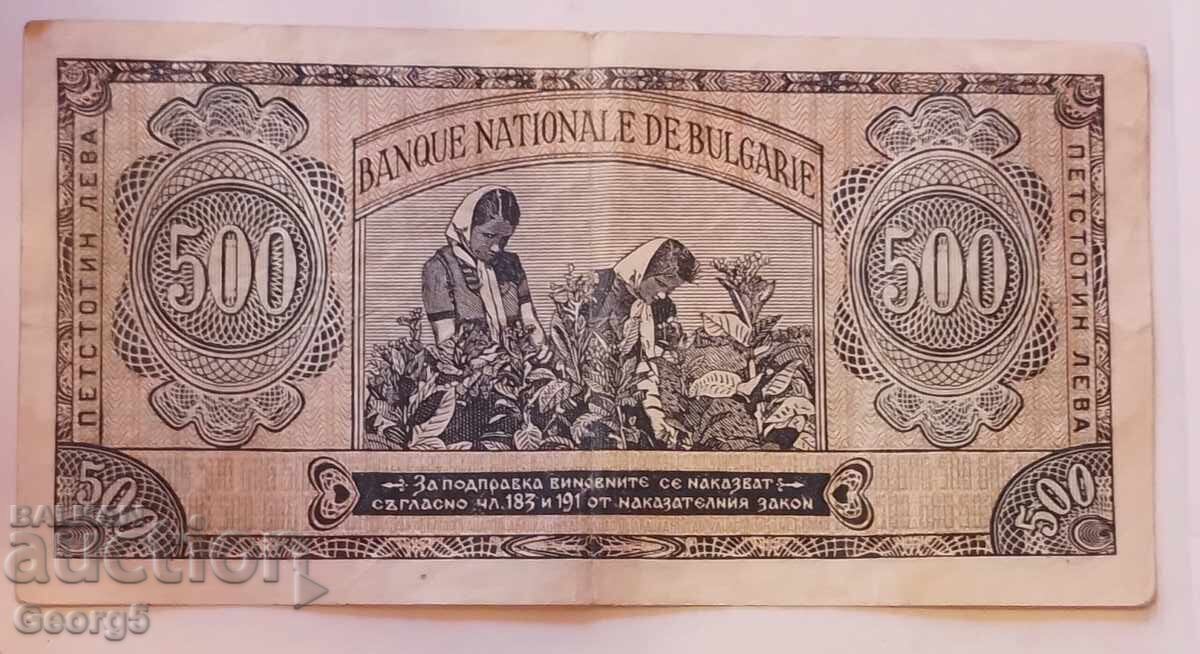 BANQUE NATIONALE DE BULGARIE
500
500
ПЕТСТОТИН ЛЕВА
ПЕТСТОТИН ЛЕВА
ЗА ПОДПРАВКА ВИНОВНИТЕ СЕ НАКАЗВАТ
СЪГЛАСНО ЧЛ. 183 И 191 ОТ НАКАЗАТЕЛНИЯ ЗАКОН
500
500
BALKAN
auction
Georg5